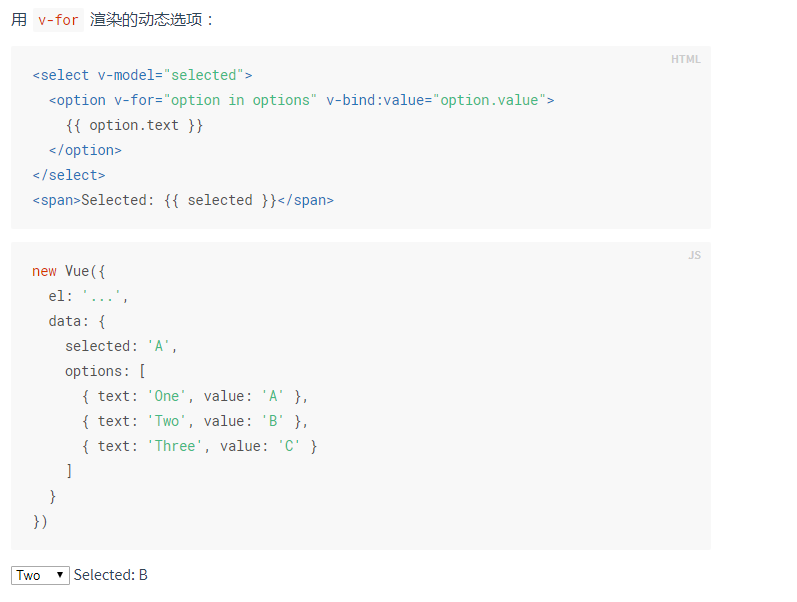 用 v-for 渲染的动态选项：
HTML
<select v-model="selected">
  <option v-for="option in options" v-bind:value="option.value">
    {{ option.text }}
  </option>
</select>
<span>Selected: {{ selected }}</span>
JS
new Vue({
  el: '...',
  data: {
    selected: 'A',
    options: [
      { text: 'One', value: 'A' },
      { text: 'Two', value: 'B' },
      { text: 'Three', value: 'C' }
    ]
  }
})
Two Selected: B